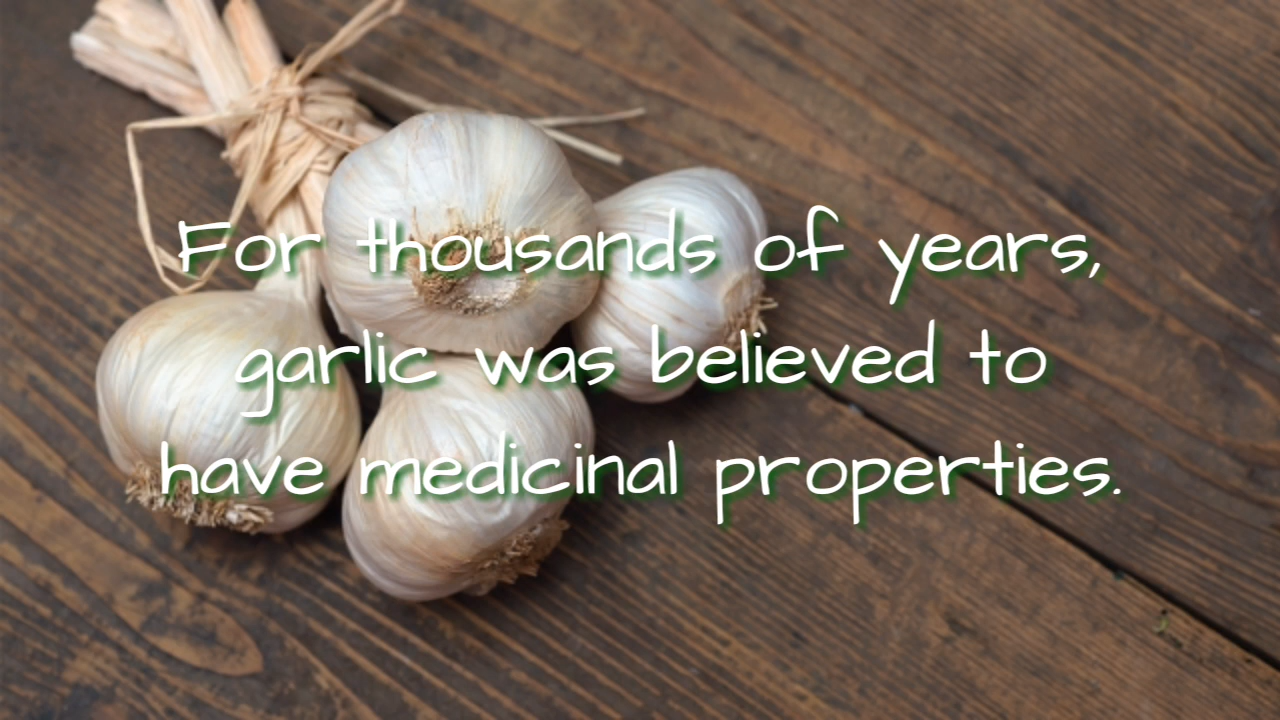 For thousands of years,
garlic was believed to
have medicinal properties.